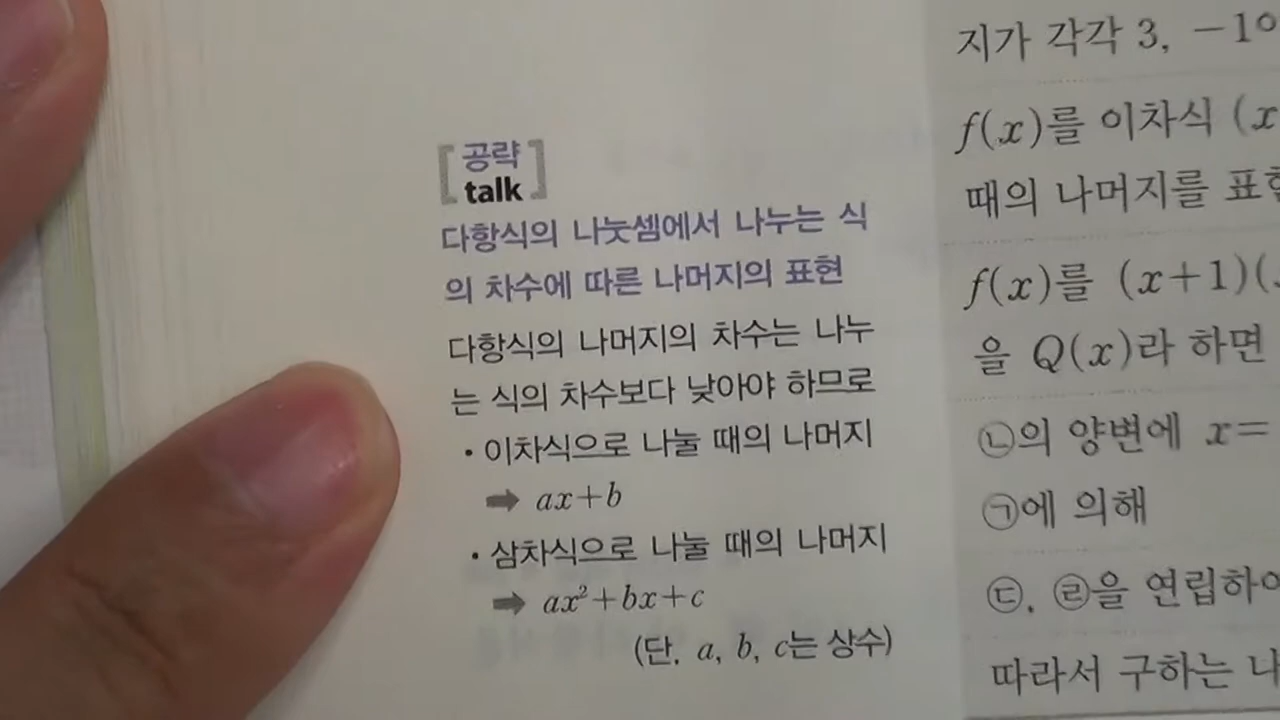 [공략
talk]
다항식의 나눗셈에서 나누는 식
의 차수에 따른 나머지의 표현
다항식의 나머지의 차수는 나누
는 식의 차수보다 낮아야 하므로
• 이차식으로 나눌 때의 나머지
➡ ax+b
• 삼차식으로 나눌 때의 나머지
➡ ax²+bx+c
(단, a, b, c는 상수)
지가 각각 3, −1
f(x)를 이차식 (x
때의 나머지를
f(x)를 (x+1)(
을 Q(x)라 하면
㉡의 양변에 x=
㉠에 의해
㉢, ㉣을 연립하여
따라서 구하는